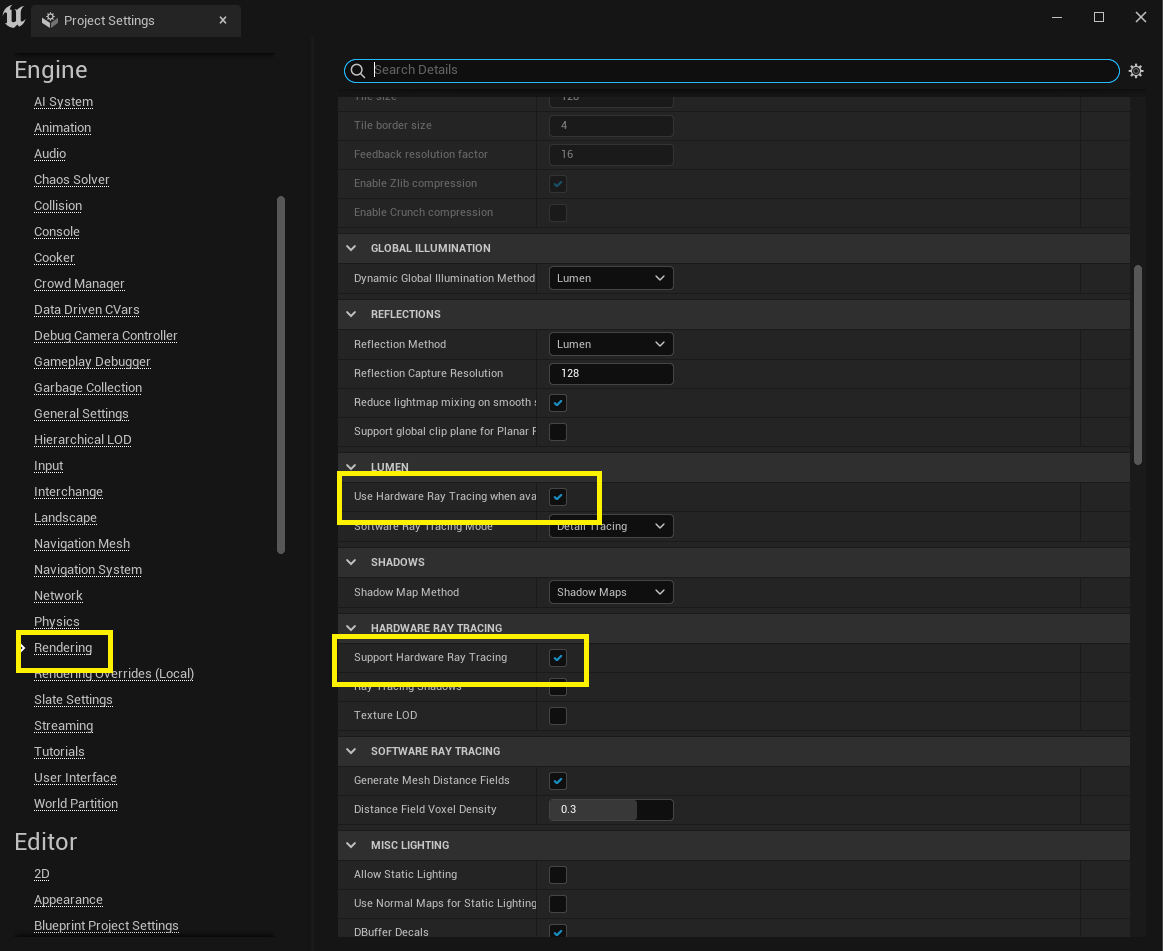 Project Settings
Engine
AI System
Animation
Audio
Chaos Solver
Collision
Console
Cooker
Crowd Manager
Data Driven CVars
Debug Camera Controller
Gameplay Debugger
Garbage Collection
General Settings
Hierarchical LOD
Input
Interchange
Landscape
Navigation Mesh
Navigation System
Network
Physics
Rendering
Rendering Overrides (Local)
Slate Settings
Streaming
Tutorials
User Interface
World Partition
Editor
2D
Appearance
Blueprint Project Settings
Search Details
Tile size 128
Tile border size 4
Feedback resolution factor 16
Enable Zlib compression
Enable Crunch compression
GLOBAL ILLUMINATION
Dynamic Global Illumination Method Lumen
REFLECTIONS
Reflection Method Lumen
Reflection Capture Resolution 128
Reduce lightmap mixing on smooth s
Support global clip plane for Planar R
LUMEN
Use Hardware Ray Tracing when ava
Software Ray Tracing Mode Detail Tracing
SHADOWS
Shadow Map Method Shadow Maps
HARDWARE RAY TRACING
Support Hardware Ray Tracing
Ray Tracing Shadows
Texture LOD
SOFTWARE RAY TRACING
Generate Mesh Distance Fields
Distance Field Voxel Density 0.3
MISC LIGHTING
Allow Static Lighting
Use Normal Maps for Static Lighting
DBuffer Decals